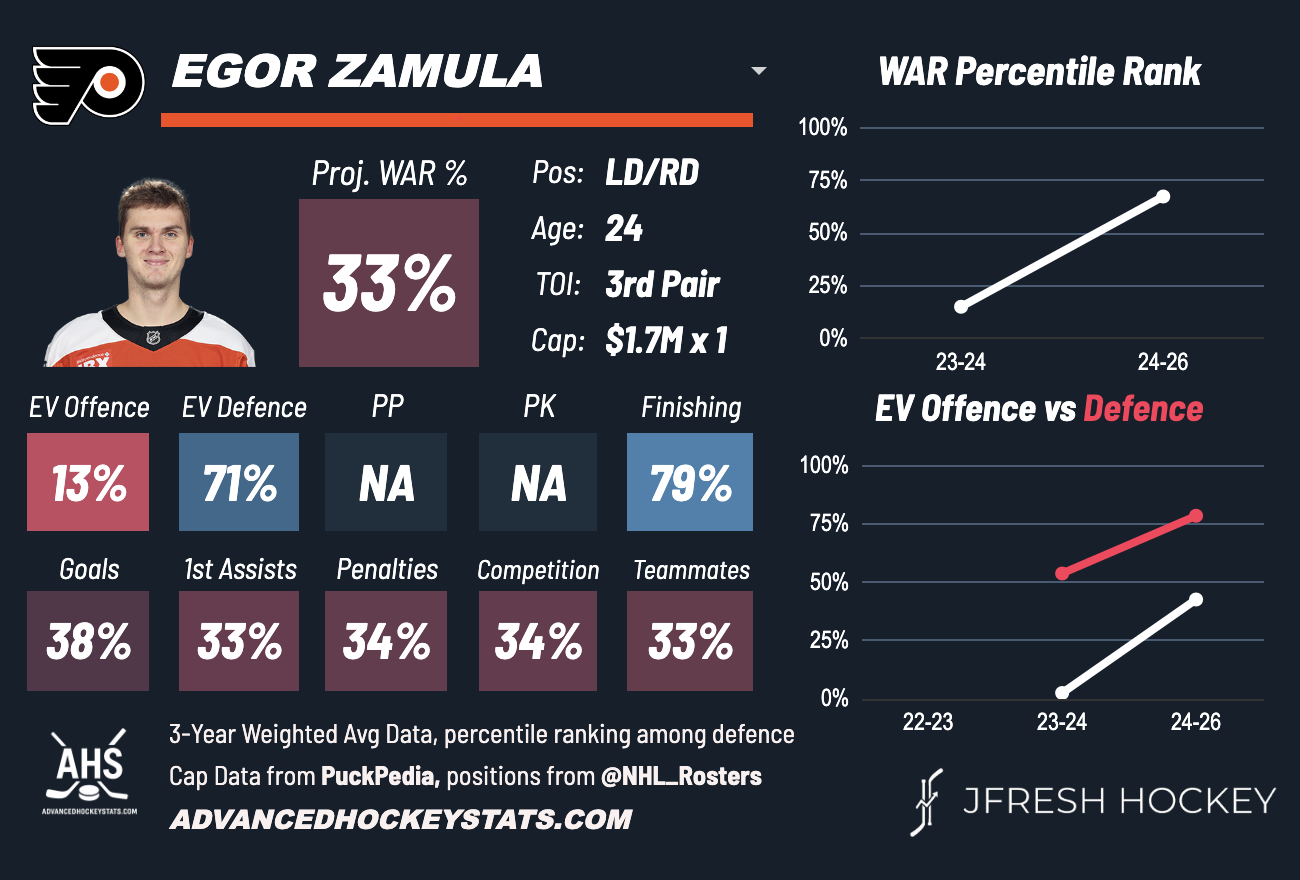 EGOR ZAMULA
Proj. WAR %
33%
Pos: LD/RD
Age: 24
TOI: 3rd Pair
Cap: $1.7M x 1
EV Offence
13%
EV Defence
71%
PP
NA
PK
NA
Finishing
79%
Goals
38%
1st Assists
33%
Penalties
34%
Competition
34%
Teammates
33%
WAR Percentile Rank
100%
75%
50%
25%
0%
23-24 24-26
EV Offence vs Defence
100%
75%
50%
25%
0%
22-23 23-24 24-26
AHS
ADVANCEDHOCKEYSTATS.COM
3-Year Weighted Avg Data, percentile ranking among defence
Cap Data from PuckPedia, positions from @NHL_Rosters
ADVANCEDHOCKEYSTATS.COM
JFRESH HOCKEY